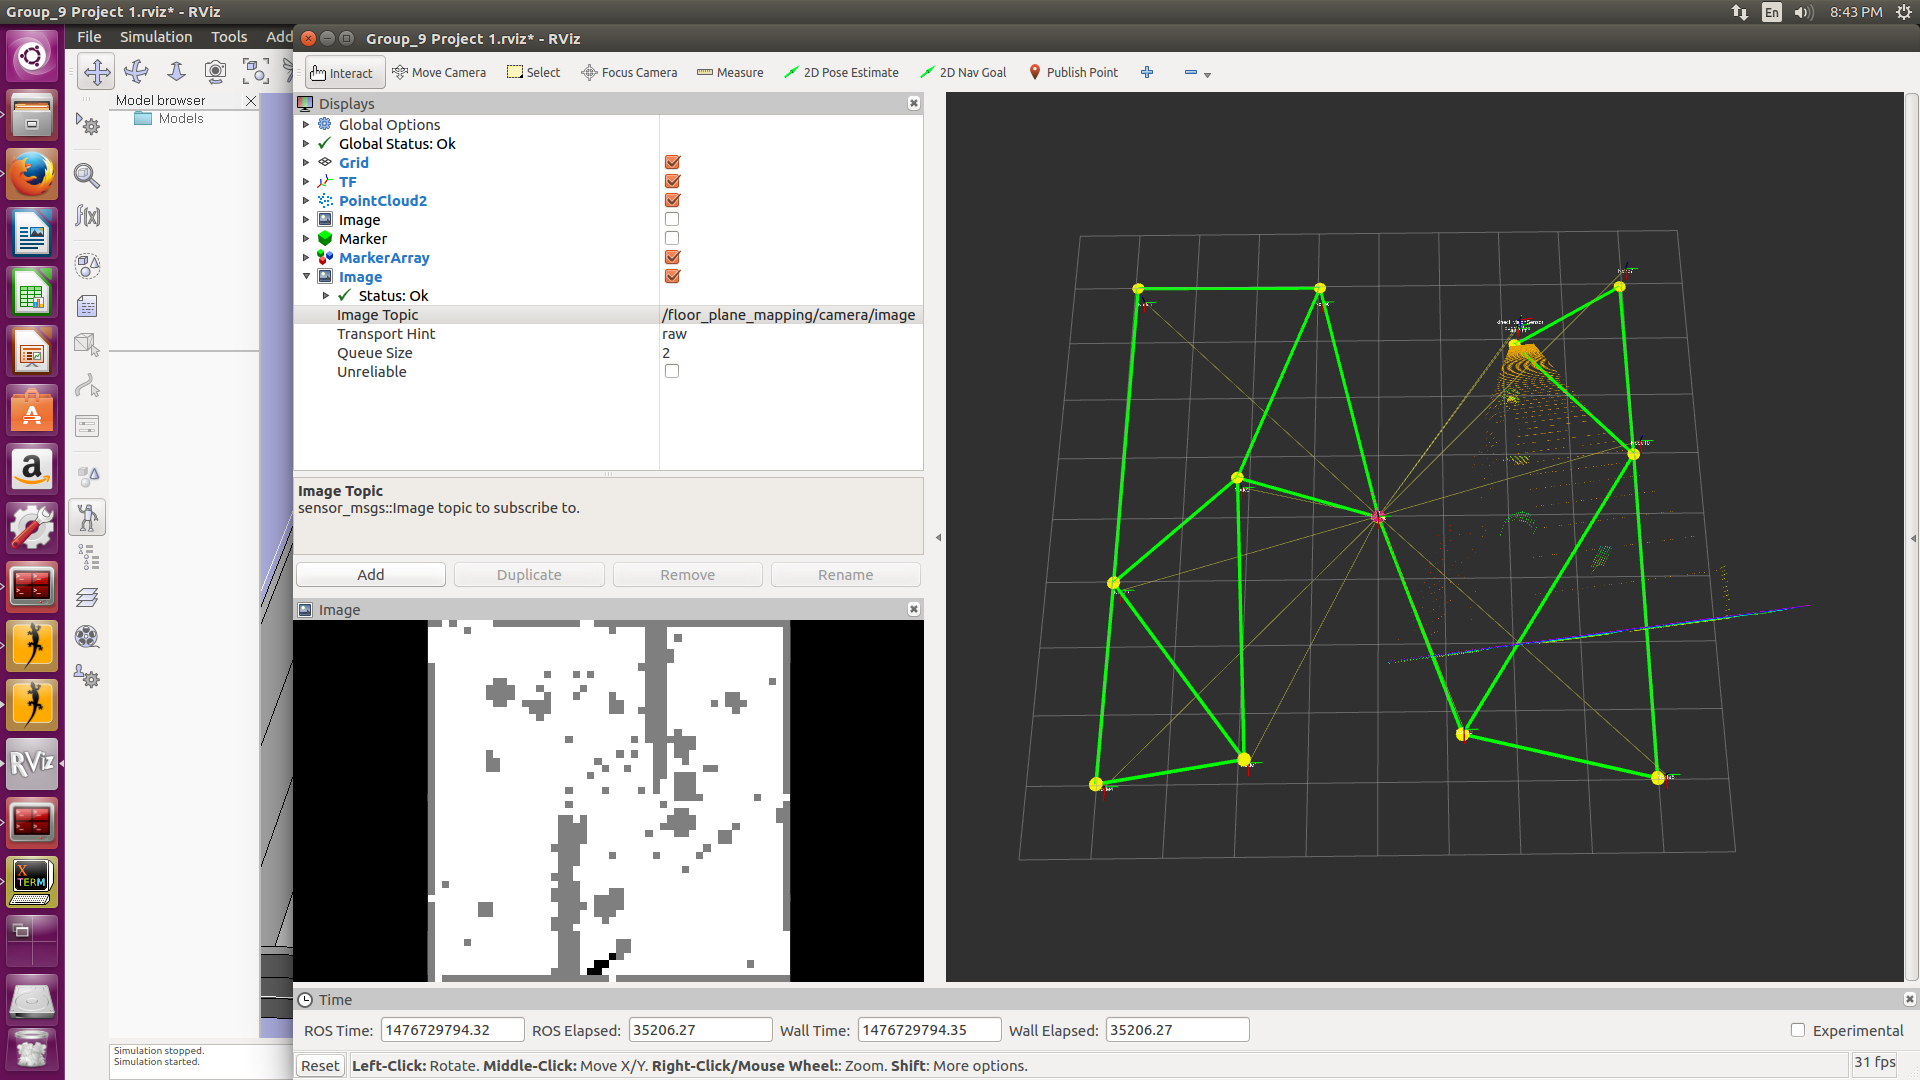 Group_9 Project 1.rviz* - RViz
En
8:43 PM
File Simulation Tools Add
Group_9 Project 1.rviz* - RViz
Interact Move Camera Select Focus Camera Measure 2D Pose Estimate 2D Nav Goal Publish Point
Model browser
Models
Displays
Global Options
Global Status: Ok
Grid
TF
PointCloud2
Image
Marker
MarkerArray
Image
Status: Ok
Image Topic /floor_plane_mapping/camera/image
Transport Hint raw
Queue Size 2
Unreliable
Image Topic
sensor_msgs::Image topic to subscribe to.
Add Duplicate Remove Rename
Image
f(x)
RViz
X
TERM
Time
ROS Time: 1476729794.32 ROS Elapsed: 35206.27 Wall Time: 1476729794.35 Wall Elapsed: 35206.27 Experimental
Simulation stopped.
Simulation started.
Reset Left-Click: Rotate. Middle-Click: Move X/Y. Right-Click/Mouse Wheel:: Zoom. Shift: More options. 31 fps